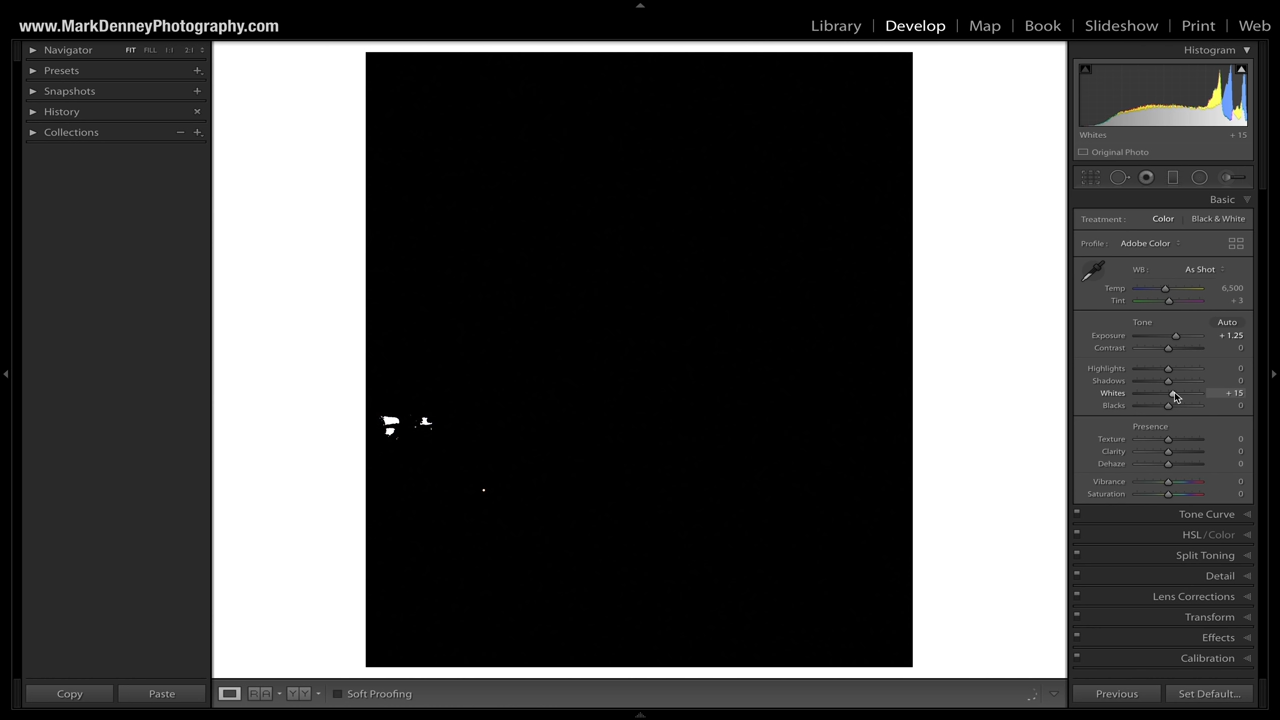 www.MarkDenneyPhotography.com
Library | Develop | Map | Book | Slideshow | Print | Web
Navigator FIT FILL 1:1 2:1
Presets
Snapshots
History
Collections
Copy Paste
Soft Proofing
Histogram
Whites + 15
Original Photo
Basic
Treatment : Color | Black & White
Profile : Adobe Color
WB : As Shot
Temp 6,500
Tint + 3
Tone Auto
Exposure + 1.25
Contrast 0
Highlights 0
Shadows 0
Whites + 15
Blacks 0
Presence
Texture 0
Clarity 0
Dehaze 0
Vibrance 0
Saturation 0
Tone Curve
HSL / Color
Split Toning
Detail
Lens Corrections
Transform
Effects
Calibration
Previous Set Default...